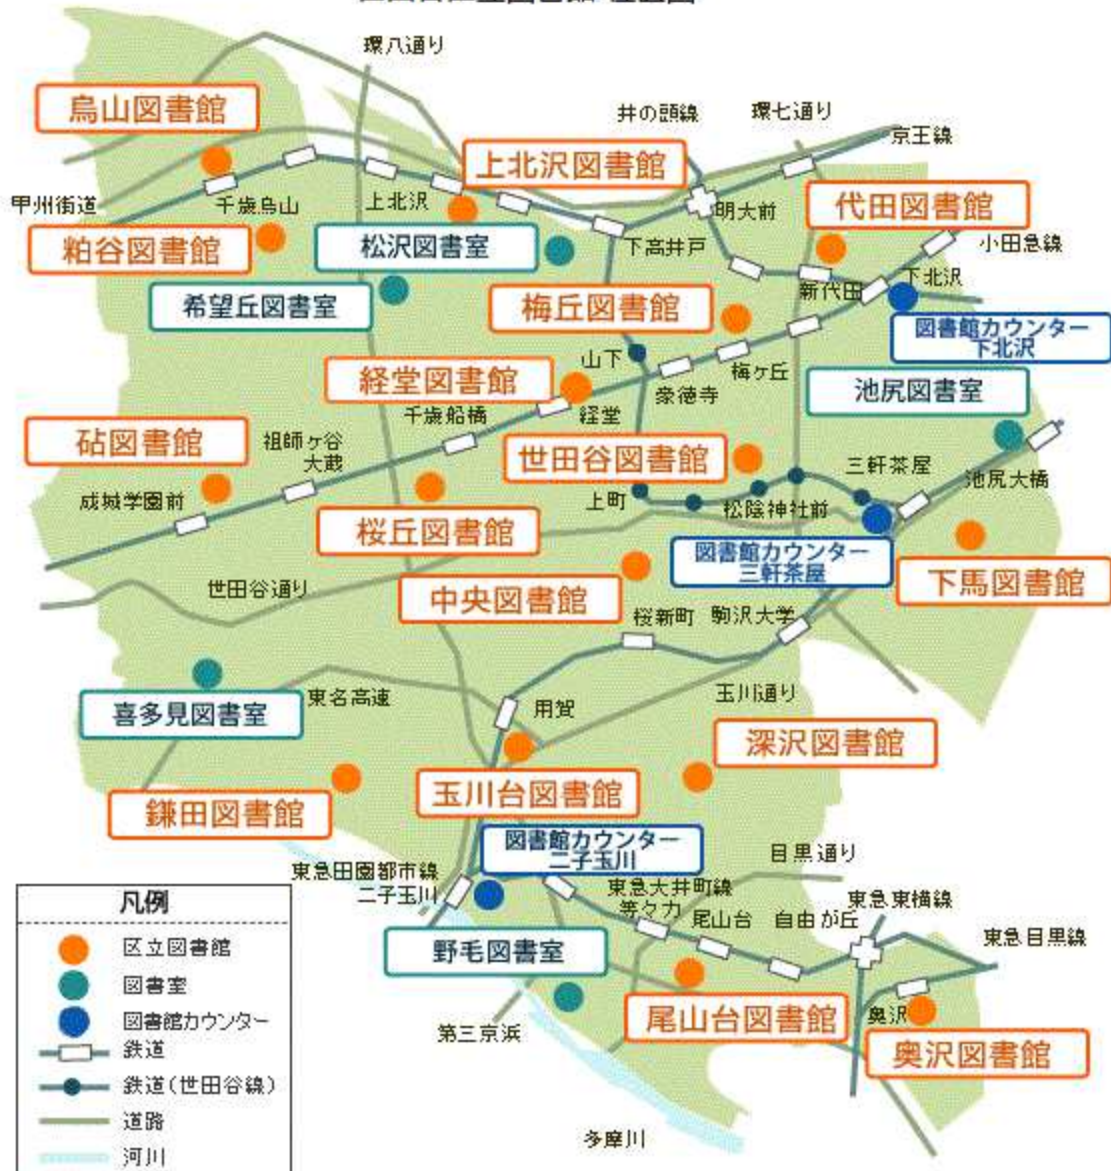 環八通り
烏山図書館
井の頭線
環七通り
京王線
上北沢図書館
甲州街道
千歳烏山
上北沢
明大前
代田図書館
粕谷図書館
松沢図書室
下高井戸
小田急線
希望丘図書室
梅丘図書館
新代田
下北沢
図書館カウンター
下北沢
山下
梅ヶ丘
経堂図書館
豪徳寺
池尻図書室
千歳船橋
経堂
砧図書館
祖師ヶ谷
大蔵
世田谷図書館
三軒茶屋
池尻大橋
成城学園前
上町
松陰神社前
桜丘図書館
図書館カウンター
三軒茶屋
下馬図書館
世田谷通り
中央図書館
桜新町
駒沢大学
喜多見図書室
東名高速
用賀
玉川通り
深沢図書館
鎌田図書館
玉川台図書館
図書館カウンター
二子玉川
目黒通り
東急田園都市線
二子玉川
東急大井町線
等々力
尾山台
自由が丘
東急東横線
東急目黒線
野毛図書室
尾山台図書館
奥沢
奥沢図書館
第三京浜
多摩川
凡例
区立図書館
図書室
図書館カウンター
鉄道
鉄道(世田谷線)
道路
河川